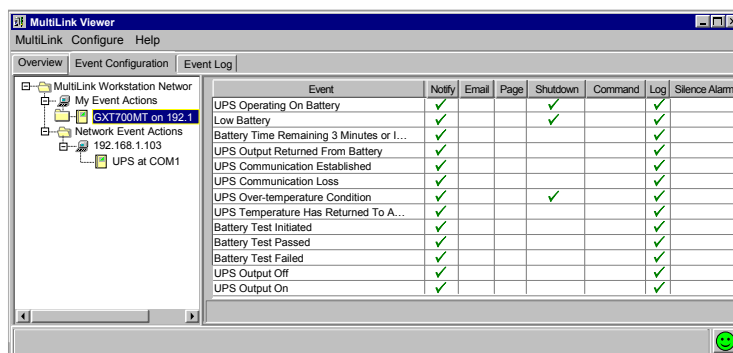 MultiLink Viewer
MultiLink Configure Help
Overview Event Configuration Event Log
MultiLink Workstation Networ
My Event Actions
GXT700MT on 192.1
Network Event Actions
192.168.1.103
UPS at COM1
Event Notify Email Page Shutdown Command Log Silence Alarm
UPS Operating On Battery
Low Battery
Battery Time Remaining 3 Minutes or l...
UPS Output Returned From Battery
UPS Communication Established
UPS Communication Loss
UPS Over-temperature Condition
UPS Temperature Has Returned To A...
Battery Test Initiated
Battery Test Passed
Battery Test Failed
UPS Output Off
UPS Output On